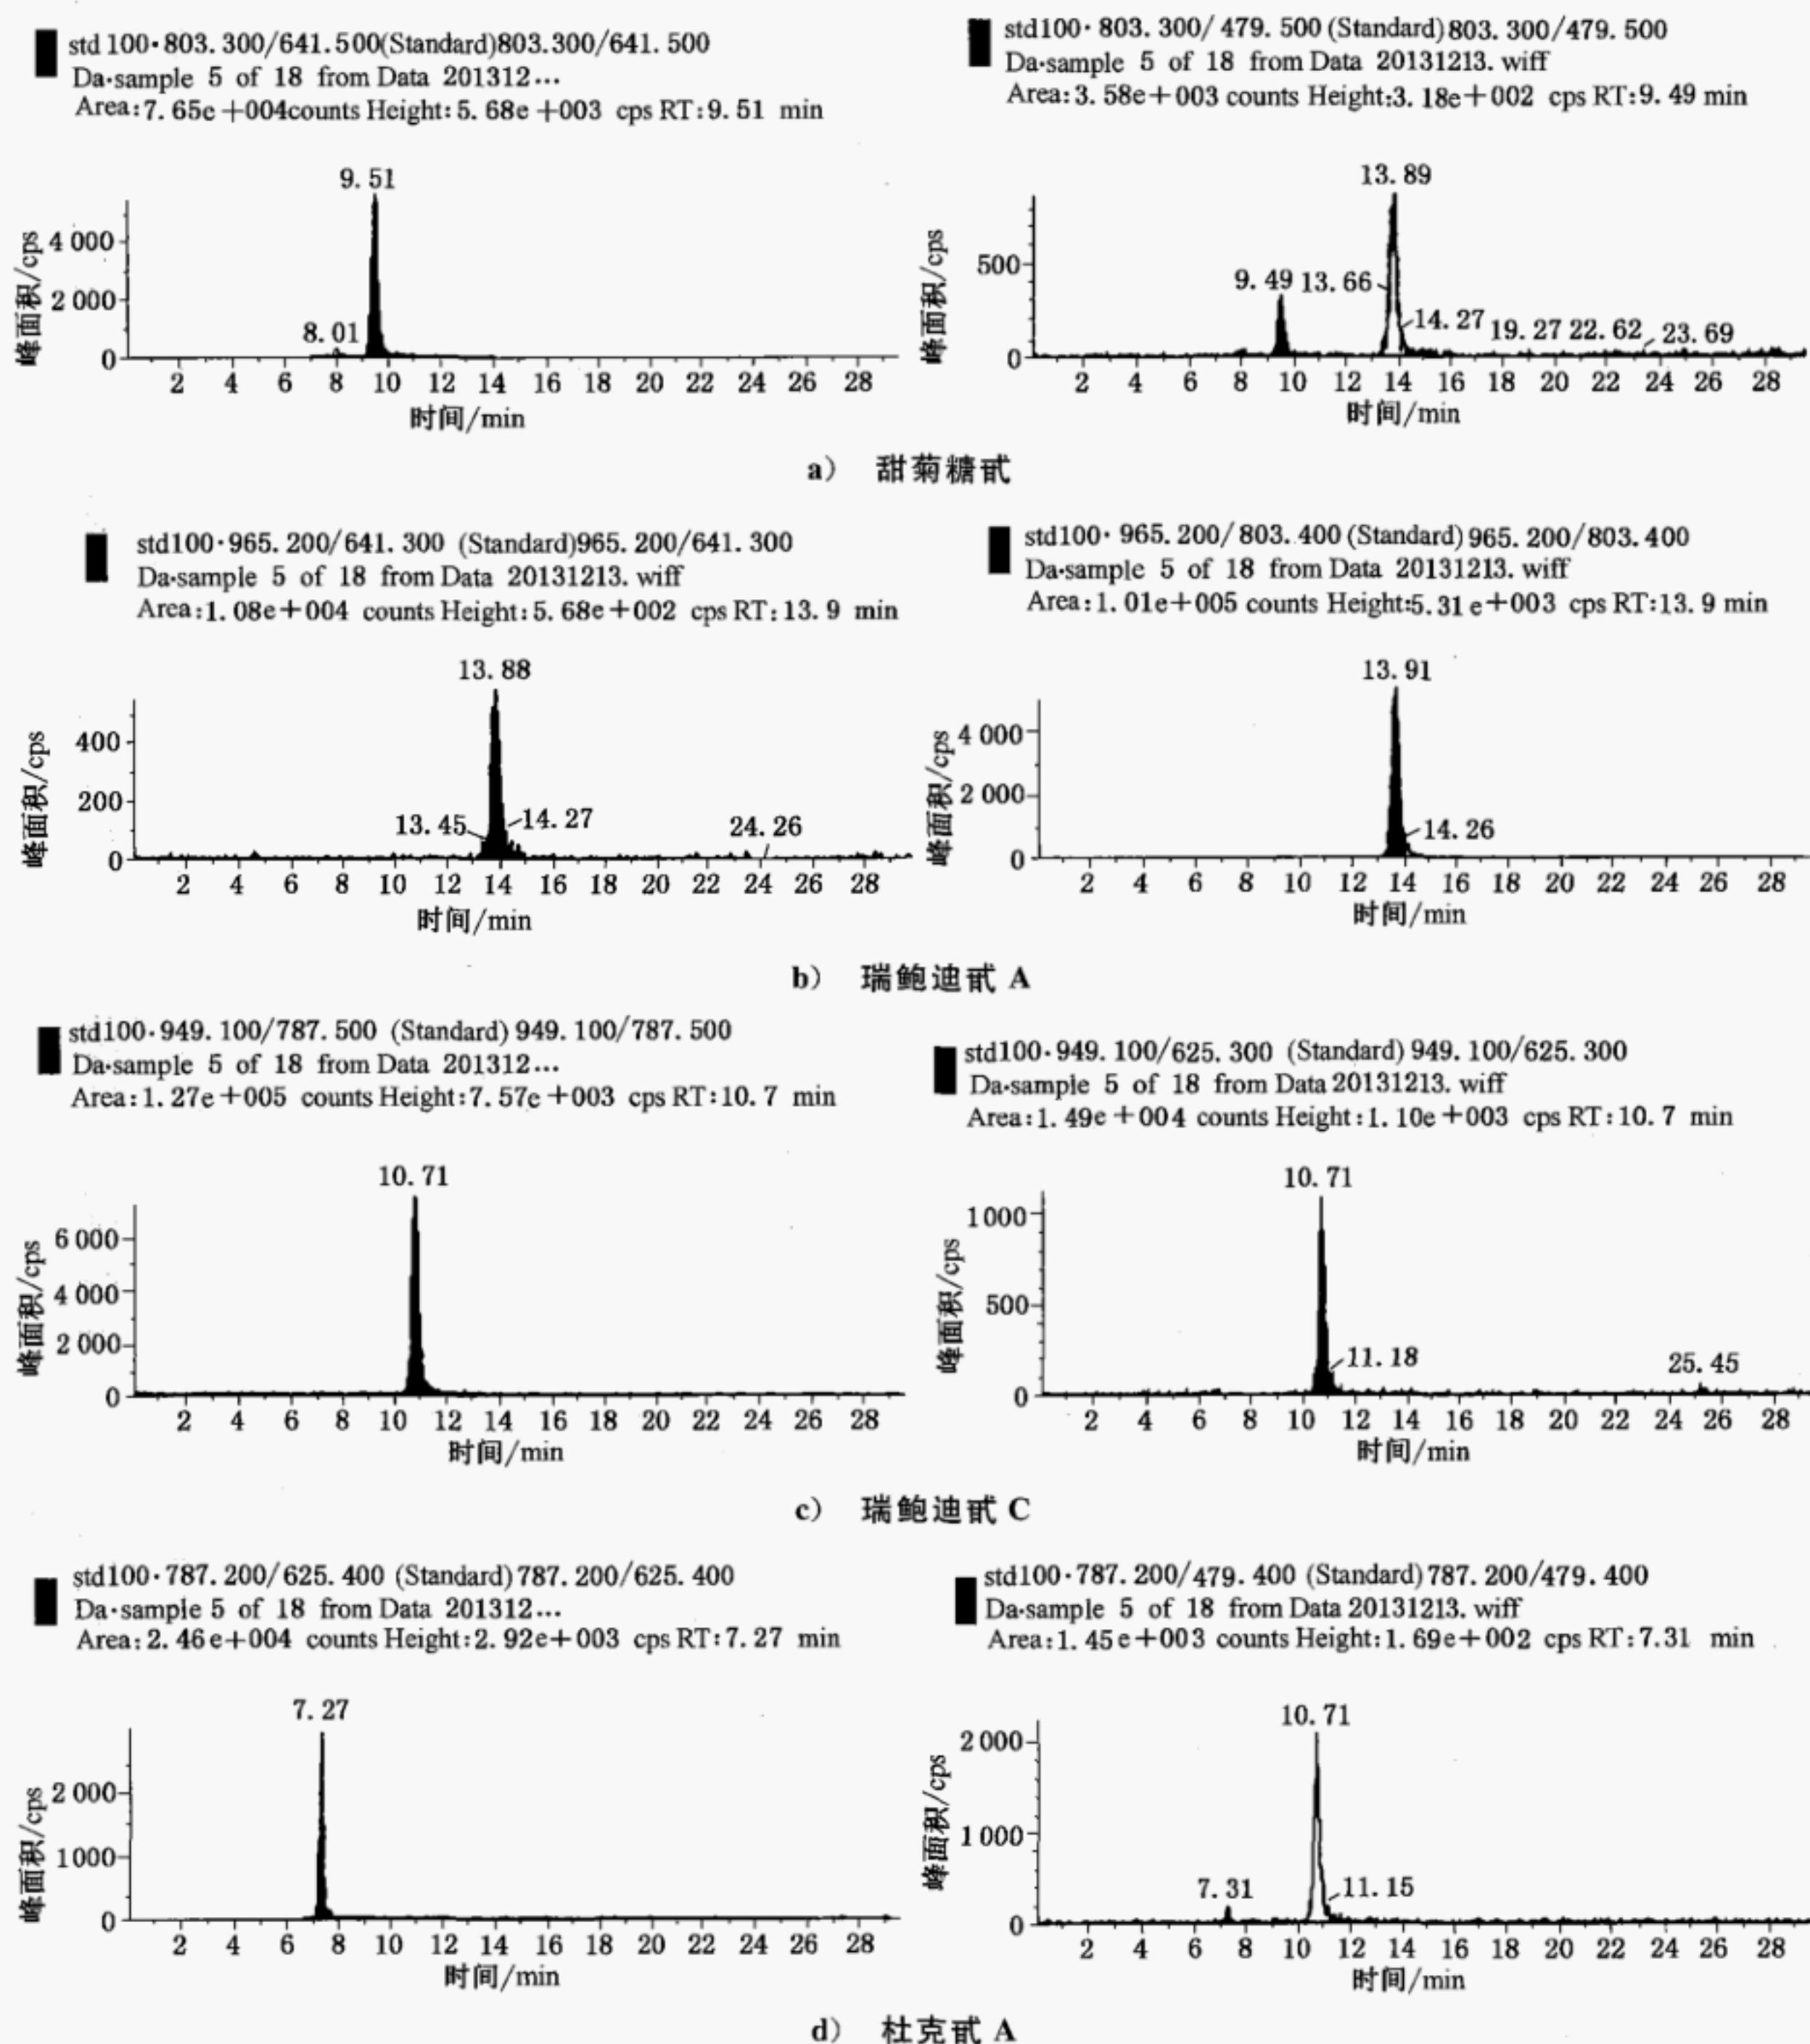 std100·803.300/641.500(Standard)803.300/641.500
Da·sample 5 of 18 from Data 201312...
Area:7.65e+004counts Height:5.68e+003 cps RT:9.51 min
9.51
8.01
峰面积/cps
4 000
2 000
0
2 4 6 8 10 12 14 16 18 20 22 24 26 28
时间/min
std100·803.300/479.500(Standard)803.300/479.500
Da·sample 5 of 18 from Data 20131213.wiff
Area:3.58e+003 counts Height:3.18e+002 cps RT:9.49 min
13.89
9.49 13.66
14.27 19.27 22.62 23.69
峰面积/cps
500
0
2 4 6 8 10 12 14 16 18 20 22 24 26 28
时间/min
a) 甜菊糖甙
std100·965.200/641.300 (Standard)965.200/641.300
Da·sample 5 of 18 from Data 20131213.wiff
Area:1.08e+004 counts Height:5.68e+002 cps RT:13.9 min
13.88
13.45 14.27 24.26
峰面积/cps
400
200
0
2 4 6 8 10 12 14 16 18 20 22 24 26 28
时间/min
std100·965.200/803.400(Standard)965.200/803.400
Da·sample 5 of 18 from Data 20131213.wiff
Area:1.01e+005 counts Height:5.31e+003 cps RT:13.9 min
13.91
14.26
峰面积/cps
4 000
2 000
0
2 4 6 8 10 12 14 16 18 20 22 24 26 28
时间/min
b) 瑞鲍迪甙 A
std100·949.100/787.500 (Standard) 949.100/787.500
Da·sample 5 of 18 from Data 201312...
Area:1.27e+005 counts Height:7.57e+003 cps RT:10.7 min
10.71
峰面积/cps
6 000
4 000
2 000
0
2 4 6 8 10 12 14 16 18 20 22 24 26 28
时间/min
std100·949.100/625.300 (Standard) 949.100/625.300
Da·sample 5 of 18 from Data 20131213.wiff
Area:1.49e+004 counts Height:1.10e+003 cps RT:10.7 min
10.71
11.18
25.45
峰面积/cps
1000
500
0
2 4 6 8 10 12 14 16 18 20 22 24 26 28
时间/min
c) 瑞鲍迪甙 C
std100·787.200/625.400 (Standard)787.200/625.400
Da·sample 5 of 18 from Data 201312...
Area:2.46e+004 counts Height:2.92e+003 cps RT:7.27 min
7.27
峰面积/cps
2 000
1000
0
2 4 6 8 10 12 14 16 18 20 22 24 26 28
时间/min
std100·787.200/479.400 (Standard)787.200/479.400
Da·sample 5 of 18 from Data 20131213.wiff
Area:1.45e+003 counts Height:1.69e+002 cps RT:7.31 min
10.71
7.31
11.15
峰面积/cps
2 000
1 000
0
2 4 6 8 10 12 14 16 18 20 22 24 26 28
时间/min
d) 杜克甙 A